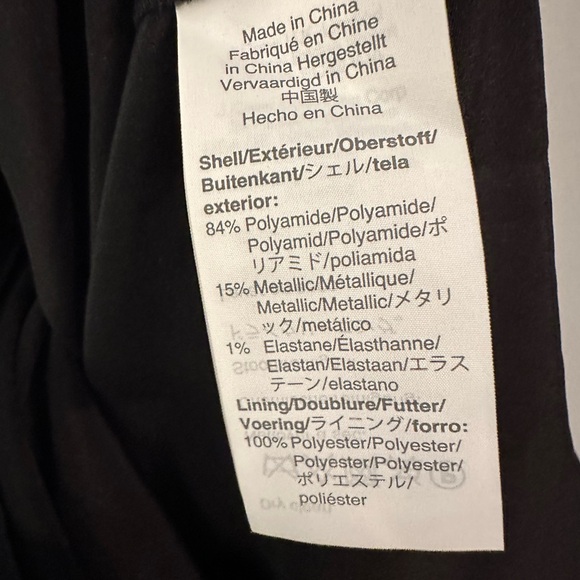 Made in China
Fabriqué en Chine
in China Hergestellt
Vervaardigd in China
中国製
Hecho en China
Shell/Extérieur/Oberstoff/
Buitenkant/シェル/tela
exterior:
84% Polyamide/Polyamide/
Polyamid/Polyamide/ポ
リアミド/poliamida
15% Metallic/Métallique/
Metallic/Metallic/メタリ
ック/metálico
1% Elastane/Élasthanne/
Elastan/Elastaan/エラス
テーン/elastano
Lining/Doublure/Futter/
Voering/ライニング/forro:
100% Polyester/Polyester/
Polyester/Polyester/
ポリエステル/
poliéster
Dry clean